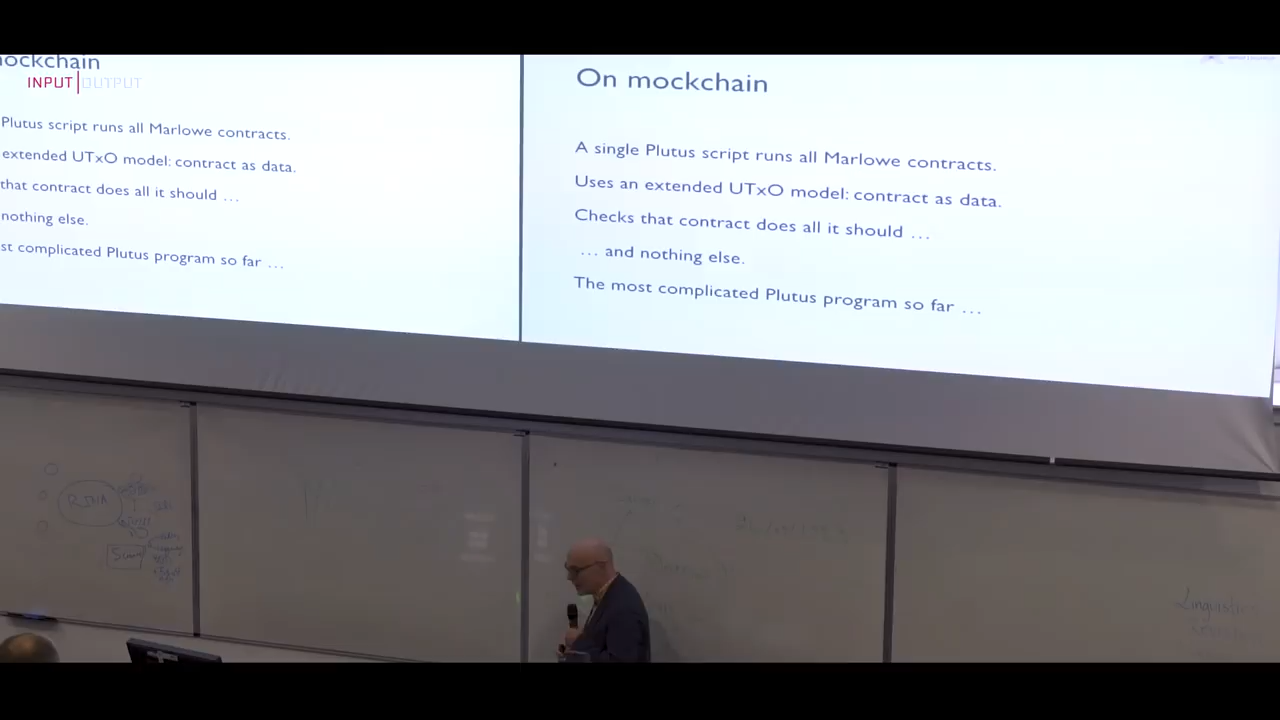 ockchain
INPUT|OUTPUT
Plutus script runs all Marlowe contracts.
extended UTxO model: contract as data.
that contract does all it should …
nothing else.
st complicated Plutus program so far …
On mockchain
A single Plutus script runs all Marlowe contracts.
Uses an extended UTxO model: contract as data.
Checks that contract does all it should …
… and nothing else.
The most complicated Plutus program so far …